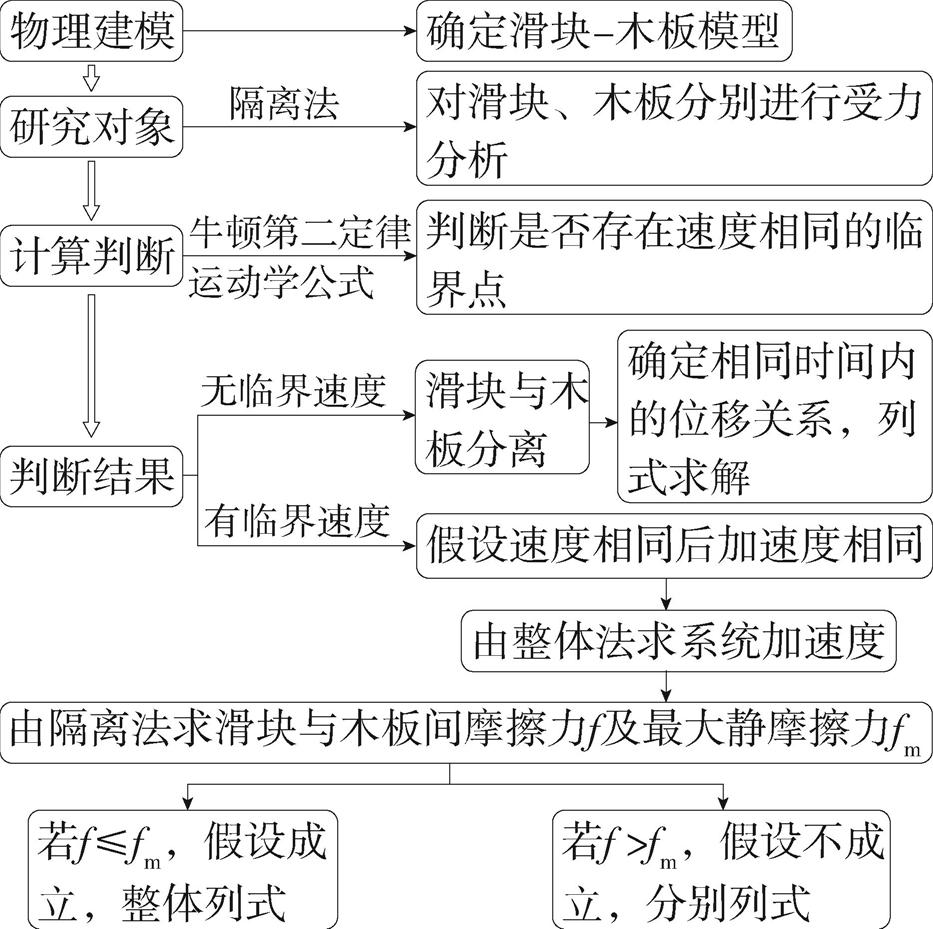 物理建模
确定滑块-木板模型
研究对象
隔离法
对滑块、木板分别进行受力
分析
计算判断
牛顿第二定律
运动学公式
判断是否存在速度相同的临
界点
判断结果
无临界速度
滑块与木
板分离
确定相同时间内
的位移关系，列
式求解
有临界速度
假设速度相同后加速度相同
由整体法求系统加速度
由隔离法求滑块与木板间摩擦力f及最大静摩擦力fm
若f≤fm，假设成
立，整体列式
若f>fm，假设不成
立，分别列式